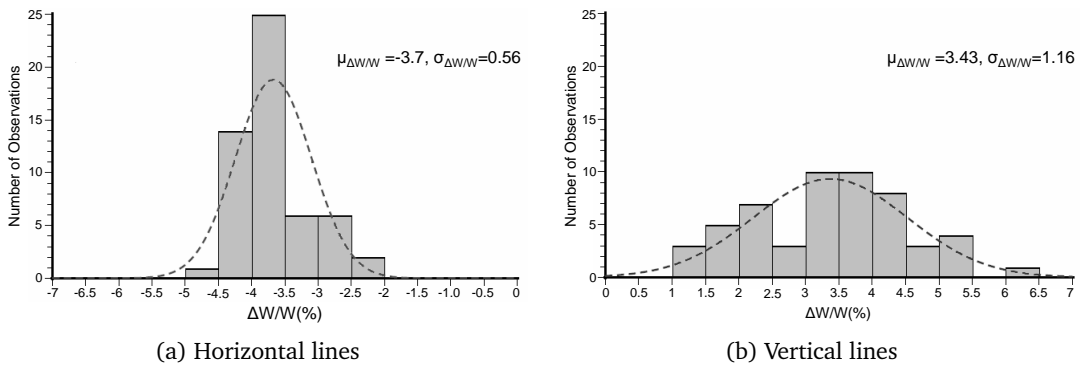 25
20
15
10
5
0
Number of Observations
μΔW/W =-3.7, σΔW/W=0.56
-7 -6.5 -6 -5.5 -5 -4.5 -4 -3.5 -3 -2.5 -2 -1.5 -1.0 -0.5 0
ΔW/W(%)
(a) Horizontal lines
25
20
15
10
5
0
Number of Observations
μΔW/W =3.43, σΔW/W=1.16
0 0.5 1 1.5 2 2.5 3 3.5 4 4.5 5 5.5 6 6.5 7
ΔW/W(%)
(b) Vertical lines